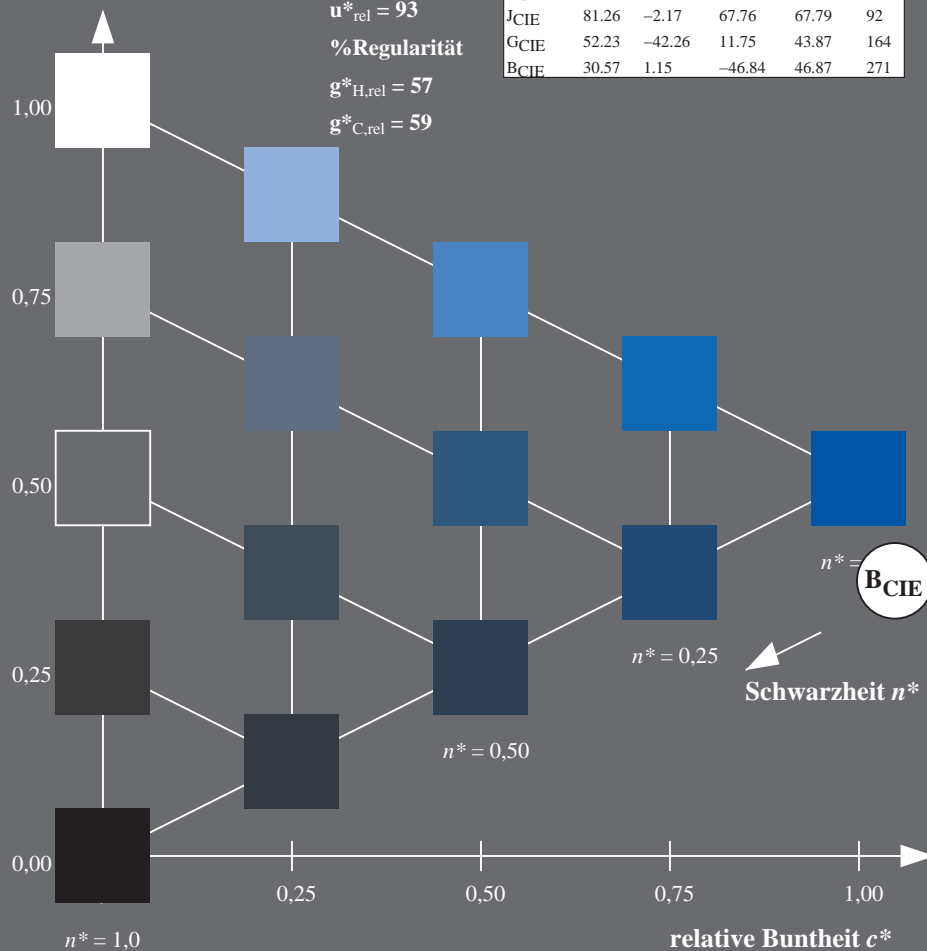 u*rel = 93
%Regularität
g*H,rel = 57
g*C,rel = 59
JCIE 81.26 −2.17 67.76 67.79 92
GCIE 52.23 −42.26 11.75 43.87 164
BCIE 30.57 1.15 −46.84 46.87 271
1,00
0,75
0,50
0,25
0,00
n* =
BCIE
n* = 0,25
Schwarzheit n*
n* = 0,50
0,25 0,50 0,75 1,00
n* = 1,0
relative Buntheit c*